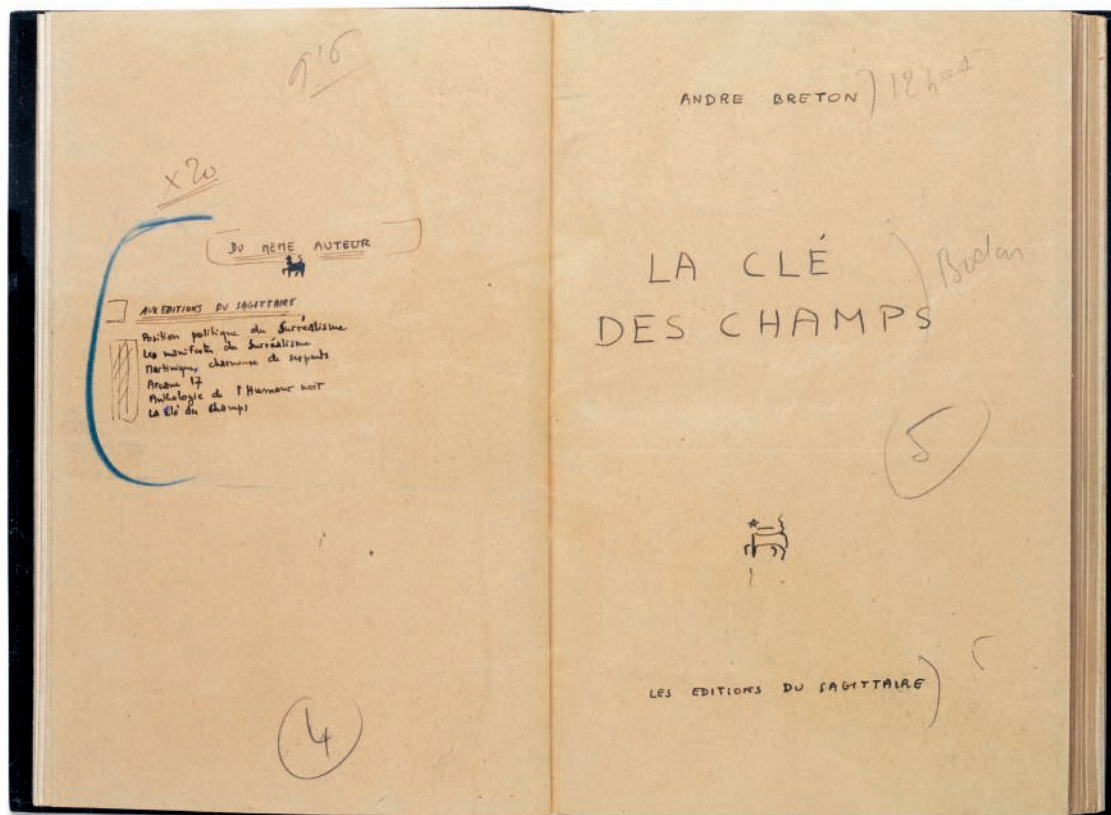 x 20
DU MÊME AUTEUR
AUX EDITIONS DU SAGITTAIRE
Position politique du Surréalisme
Les manifestes du Surréalisme
Martinique, charmeuse de serpents
Arcane 17
Anthologie de l'Humour noir
La Clé des Champs
4
ANDRE BRETON
LA CLÉ
DES CHAMPS
5
LES EDITIONS DU SAGITTAIRE